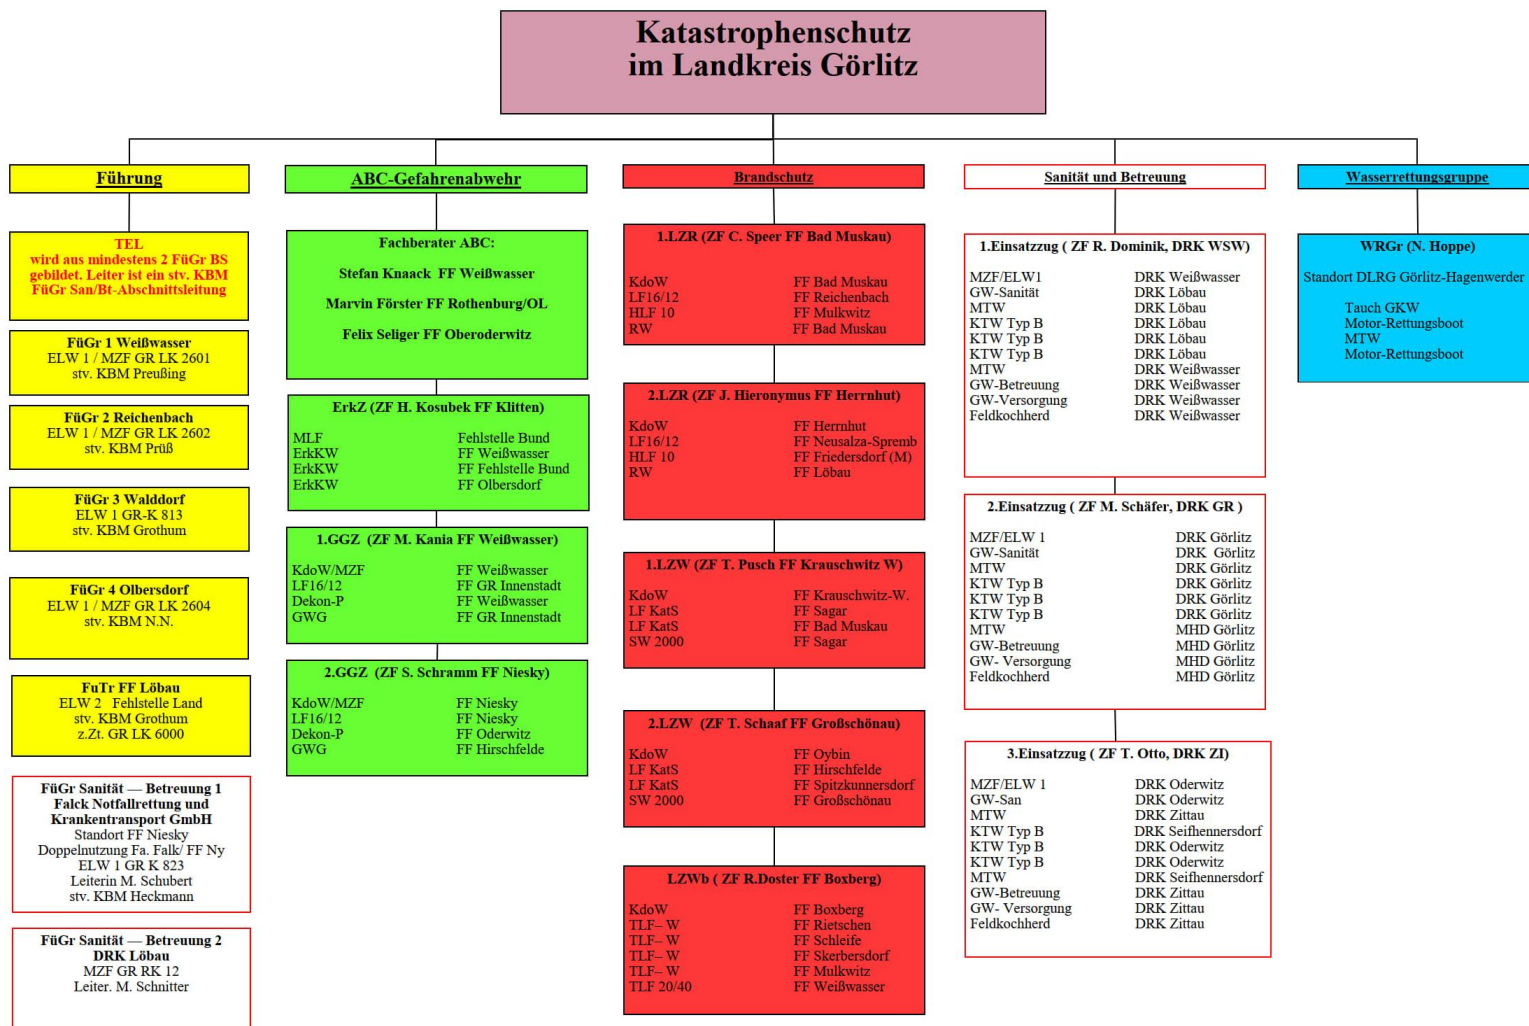 Katastrophenschutz
im Landkreis Görlitz
Führung
TEL
wird aus mindestens 2 FüGr BS
gebildet. Leiter ist ein stv. KBM
FüGr San/Bt-Abschnittsleitung
FüGr 1 Weißwasser
ELW 1 / MZF GR LK 2601
stv. KBM Preußing
FüGr 2 Reichenbach
ELW 1 / MZF GR LK 2602
stv. KBM Prüß
FüGr 3 Walddorf
ELW 1 GR-K 813
stv. KBM Grothum
FüGr 4 Olbersdorf
ELW 1 / MZF GR LK 2604
stv. KBM N.N.
FuTr FF Löbau
ELW 2 Fehlstelle Land
stv. KBM Grothum
z.Zt. GR LK 6000
FüGr Sanität — Betreuung 1
Falck Notfallrettung und
Krankentransport GmbH
Standort FF Niesky
Doppelnutzung Fa. Falk/ FF Ny
ELW 1 GR K 823
Leiterin M. Schubert
stv. KBM Heckmann
FüGr Sanität — Betreuung 2
DRK Löbau
MZF GR RK 12
Leiter. M. Schnitter
ABC-Gefahrenabwehr
Fachberater ABC:
Stefan Knaack FF Weißwasser
Marvin Förster FF Rothenburg/OL
Felix Seliger FF Oberoderwitz
ErkZ (ZF H. Kosubek FF Klitten)
MLF Fehlstelle Bund
ErkKW FF Weißwasser
ErkKW FF Fehlstelle Bund
ErkKW FF Olbersdorf
1.GGZ (ZF M. Kania FF Weißwasser)
KdoW/MZF FF Weißwasser
LF16/12 FF GR Innenstadt
Dekon-P FF Weißwasser
GWG FF GR Innenstadt
2.GGZ (ZF S. Schramm FF Niesky)
KdoW/MZF FF Niesky
LF16/12 FF Niesky
Dekon-P FF Oderwitz
GWG FF Hirschfelde
Brandschutz
1.LZR (ZF C. Speer FF Bad Muskau)
KdoW FF Bad Muskau
LF16/12 FF Reichenbach
HLF 10 FF Mulkwitz
RW FF Bad Muskau
2.LZR (ZF J. Hieronymus FF Herrnhut)
KdoW FF Herrnhut
LF16/12 FF Neusalza-Spremb
HLF 10 FF Friedersdorf (M)
RW FF Löbau
1.LZW (ZF T. Pusch FF Krauschwitz W)
KdoW FF Krauschwitz-W.
LF KatS FF Sagar
LF KatS FF Bad Muskau
SW 2000 FF Sagar
2.LZW (ZF T. Schaaf FF Großschönau)
KdoW FF Oybin
LF KatS FF Hirschfelde
LF KatS FF Spitzkunnersdorf
SW 2000 FF Großschönau
LZWb ( ZF R.Doster FF Boxberg)
KdoW FF Boxberg
TLF– W FF Rietschen
TLF– W FF Schleife
TLF– W FF Skerbersdorf
TLF– W FF Mulkwitz
TLF 20/40 FF Weißwasser
Sanität und Betreuung
1.Einsatzzug ( ZF R. Dominik, DRK WSW)
MZF/ELW1 DRK Weißwasser
GW-Sanität DRK Löbau
MTW DRK Löbau
KTW Typ B DRK Löbau
KTW Typ B DRK Löbau
KTW Typ B DRK Löbau
MTW DRK Weißwasser
GW-Betreuung DRK Weißwasser
GW-Versorgung DRK Weißwasser
Feldkochherd DRK Weißwasser
2.Einsatzzug ( ZF M. Schäfer, DRK GR )
MZF/ELW 1 DRK Görlitz
GW-Sanität DRK Görlitz
MTW DRK Görlitz
KTW Typ B DRK Görlitz
KTW Typ B DRK Görlitz
KTW Typ B DRK Görlitz
MTW MHD Görlitz
GW-Betreuung MHD Görlitz
GW- Versorgung MHD Görlitz
Feldkochherd MHD Görlitz
3.Einsatzzug ( ZF T. Otto, DRK ZI)
MZF/ELW 1 DRK Oderwitz
GW-San DRK Oderwitz
MTW DRK Zittau
KTW Typ B DRK Seifhennersdorf
KTW Typ B DRK Oderwitz
KTW Typ B DRK Oderwitz
MTW DRK Seifhennersdorf
GW-Betreuung DRK Zittau
GW- Versorgung DRK Zittau
Feldkochherd DRK Zittau
Wasserrettungsgruppe
WRGr (N. Hoppe)
Standort DLRG Görlitz-Hagenwerder
Tauch GKW
Motor-Rettungsboot
MTW
Motor-Rettungsboot